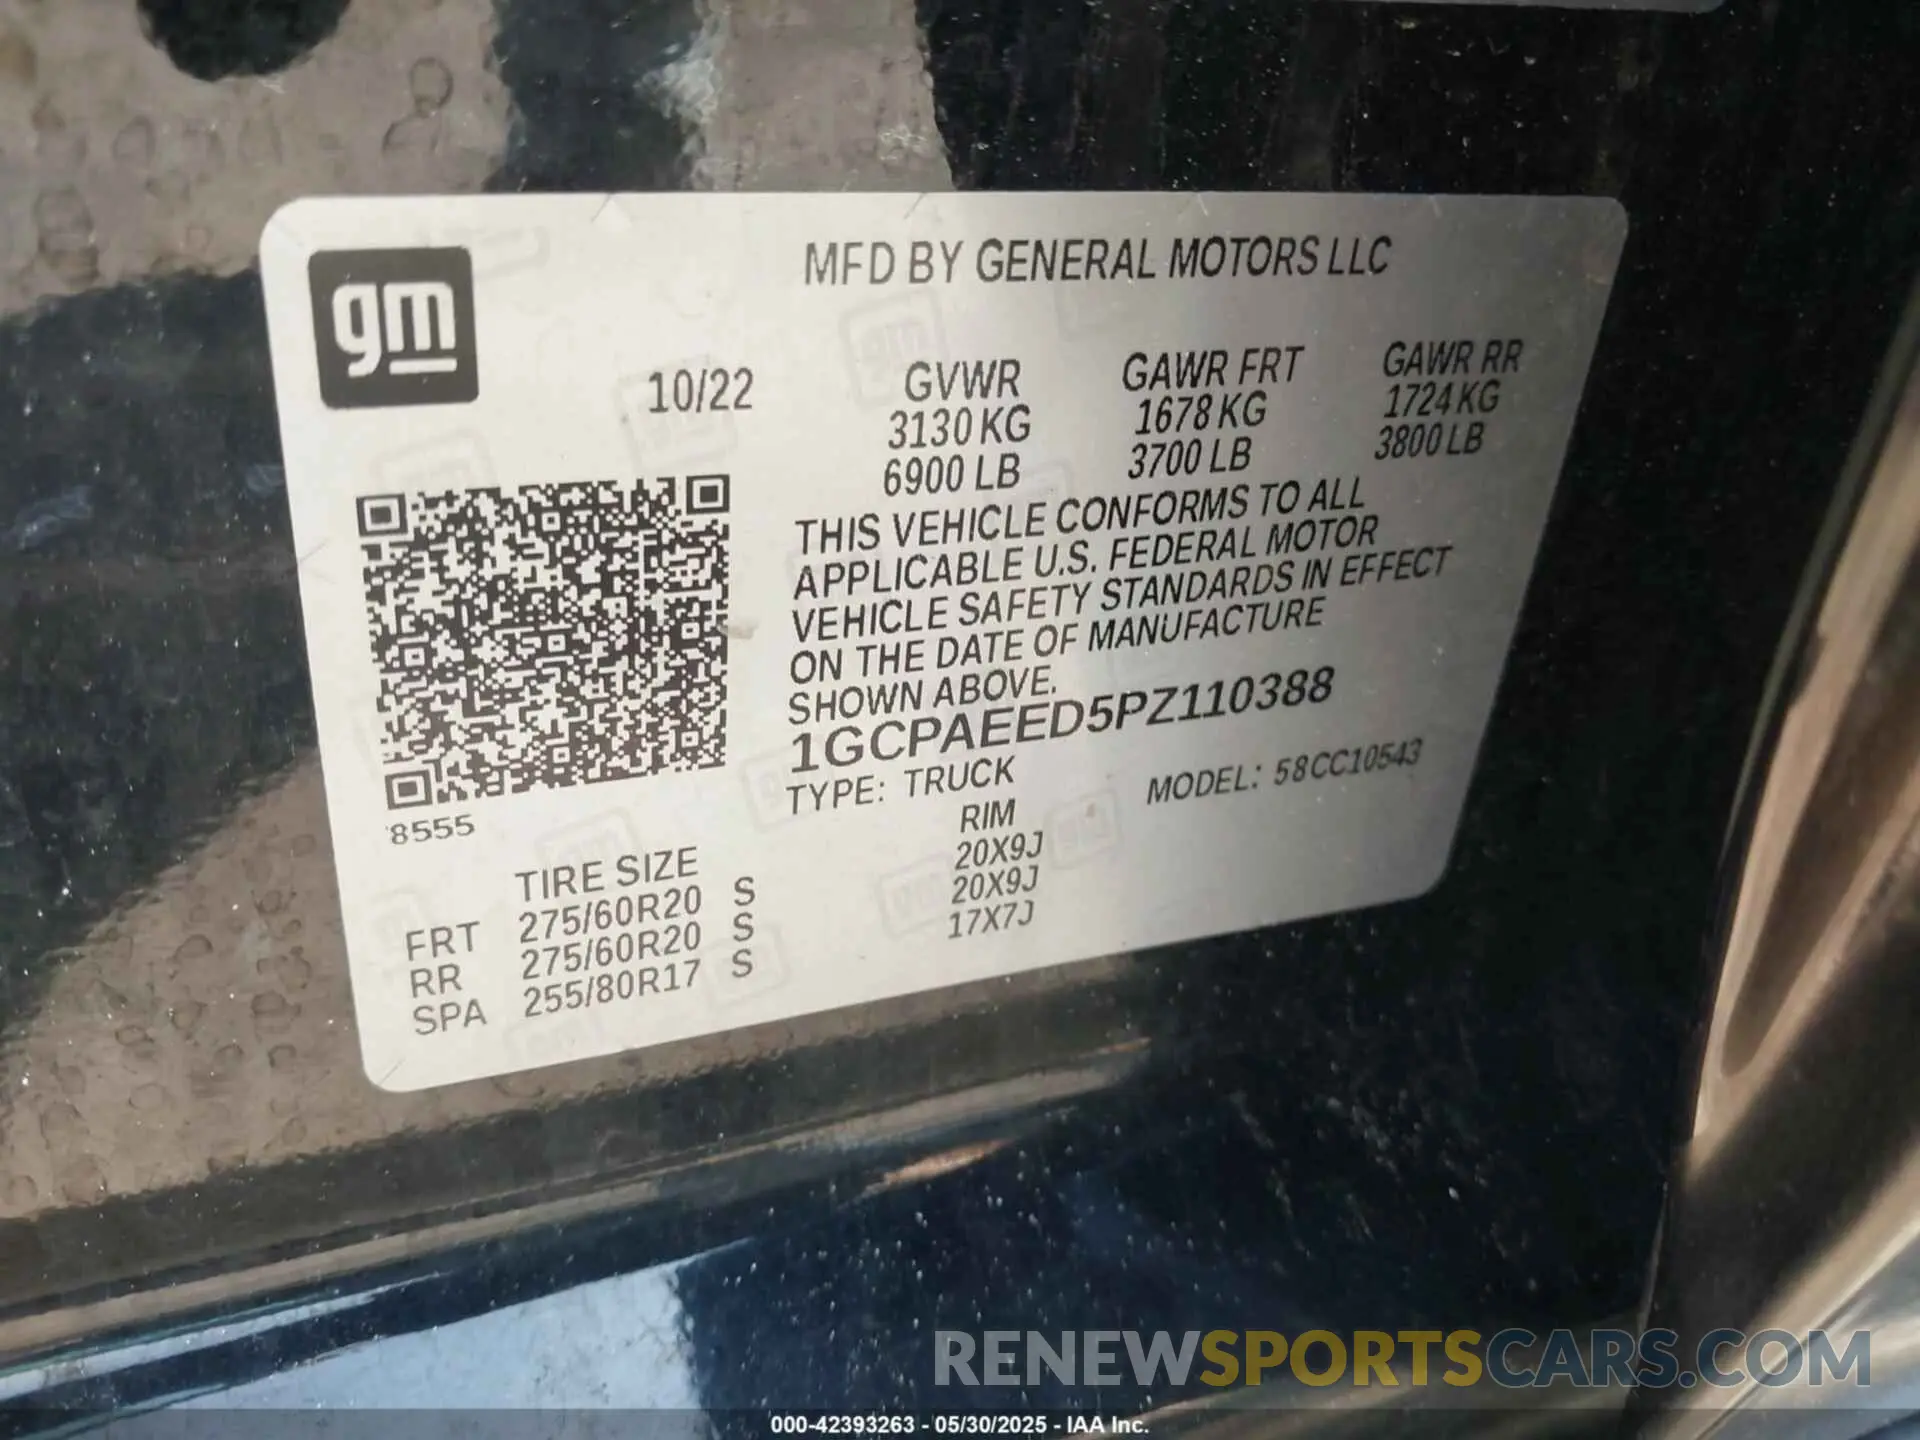 gm
MFD BY GENERAL MOTORS LLC
10/22
GVWR GAWR FRT GAWR RR
3130 KG 1678 KG 1724 KG
6900 LB 3700 LB 3800 LB
THIS VEHICLE CONFORMS TO ALL
APPLICABLE U.S. FEDERAL MOTOR
VEHICLE SAFETY STANDARDS IN EFFECT
ON THE DATE OF MANUFACTURE
SHOWN ABOVE.
1GCPAEED5PZ110388
TYPE: TRUCK MODEL: 58CC10543
8555
TIRE SIZE RIM
FRT 275/60R20 S 20X9J
RR 275/60R20 S 20X9J
SPA 255/80R17 S 17X7J
RENEWSPORTSCARS.COM
000-42393263 - 05/30/2025 - IAA Inc.